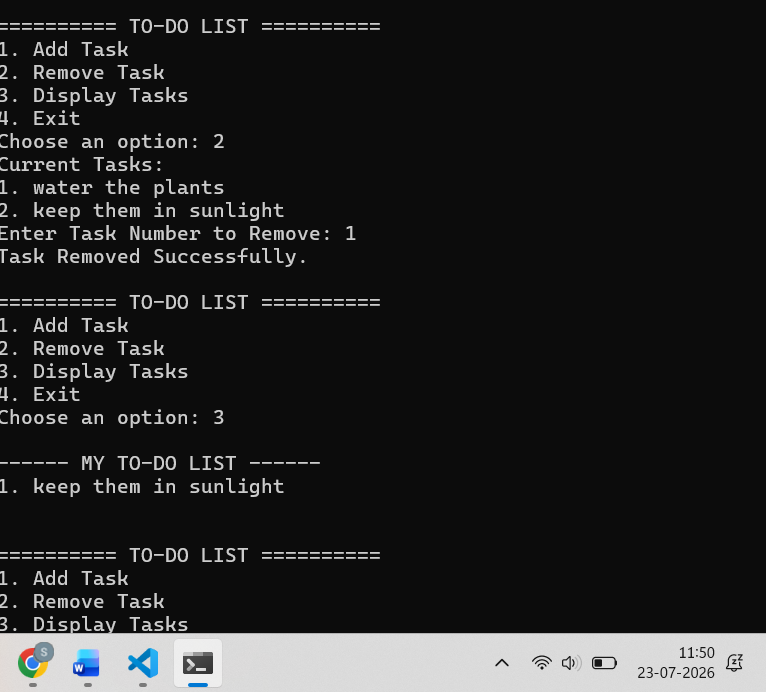 ========== TO-DO LIST ==========
1. Add Task
2. Remove Task
3. Display Tasks
4. Exit
Choose an option: 2
Current Tasks:
1. water the plants
2. keep them in sunlight
Enter Task Number to Remove: 1
Task Removed Successfully.
========== TO-DO LIST ==========
1. Add Task
2. Remove Task
3. Display Tasks
4. Exit
Choose an option: 3
------ MY TO-DO LIST ------
1. keep them in sunlight
========== TO-DO LIST ==========
1. Add Task
2. Remove Task
3. Display Tasks
S
W
11:50
23-07-2026